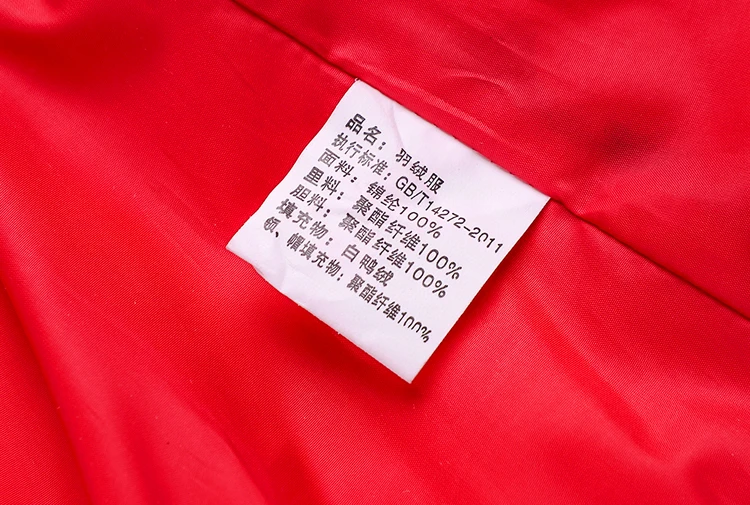 品名：羽绒服
执行标准：GB/T14272-2011
面料：锦纶100%
里料：聚酯纤维100%
胆料：聚酯纤维100%
填充物：白鸭绒
领、帽填充物：聚酯纤维100%